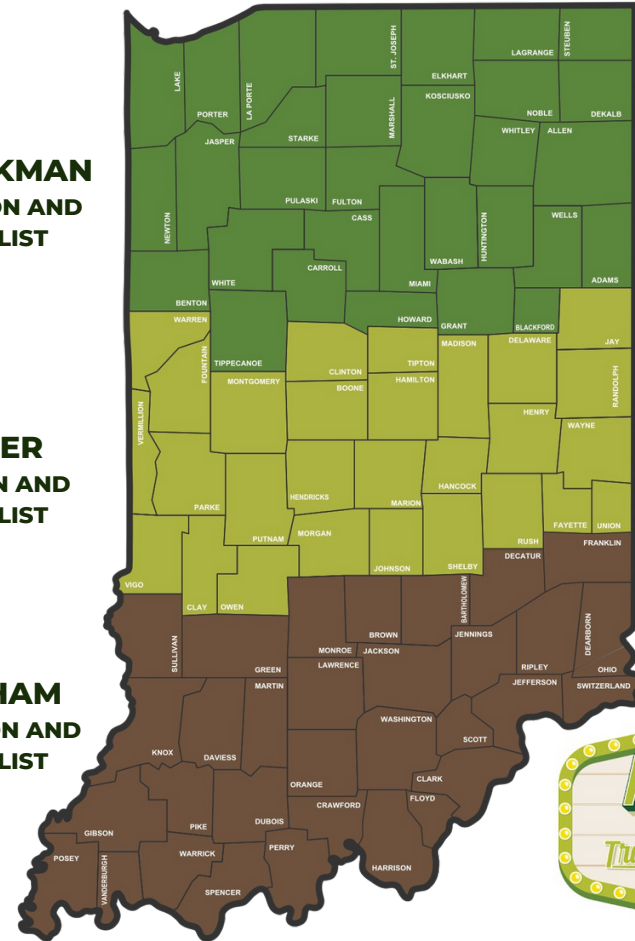 KMAN
ON AND
LIST
ER
N AND
LIST
HAM
ON AND
LIST
LAKE
PORTER
LA PORTE
ST. JOSEPH
ELKHART
LAGRANGE
STEUBEN
KOSCIUSKO
NOBLE
DEKALB
JASPER
STARKE
MARSHALL
WHITLEY
ALLEN
NEWTON
PULASKI
FULTON
CASS
WABASH
HUNTINGTON
WELLS
ADAMS
WHITE
CARROLL
MIAMI
BENTON
HOWARD
GRANT
BLACKFORD
WARREN
FOUNTAIN
TIPPECANOE
CLINTON
TIPTON
MADISON
DELAWARE
JAY
MONTGOMERY
BOONE
HAMILTON
RANDOLPH
VERMILLION
HENRY
WAYNE
PARKE
PUTNAM
HENDRICKS
MARION
HANCOCK
MORGAN
RUSH
FAYETTE
UNION
VIGO
CLAY
OWEN
JOHNSON
SHELBY
DECATUR
FRANKLIN
SULLIVAN
GREEN
MONROE
BROWN
BARTHOLOMEW
JENNINGS
RIPLEY
DEARBORN
OHIO
LAWRENCE
JACKSON
JEFFERSON
SWITZERLAND
MARTIN
KNOX
DAVIESS
WASHINGTON
SCOTT
ORANGE
CLARK
CRAWFORD
FLOYD
GIBSON
PIKE
DUBOIS
POSEY
VANDERBURGH
WARRICK
PERRY
HARRISON
SPENCER